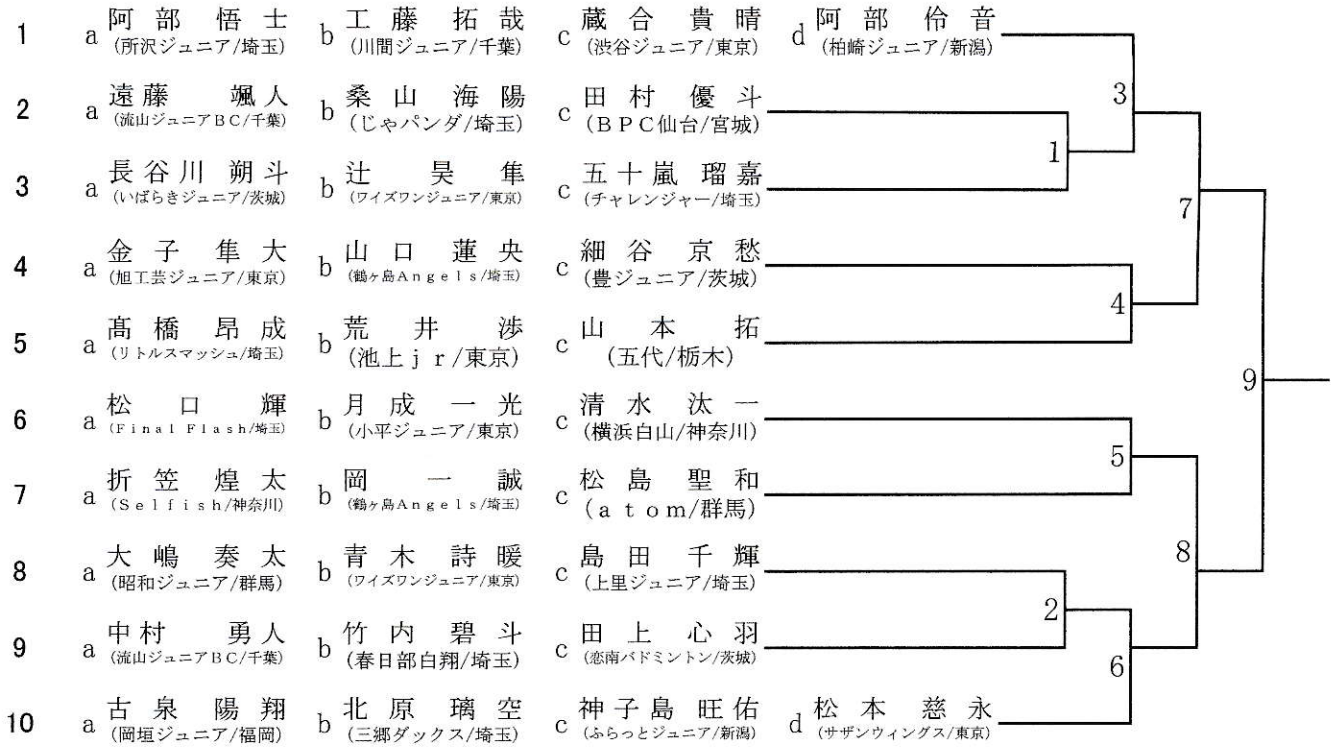 1 a 阿部 悟士 b 工藤 拓哉 c 蔵合 貴晴 d 阿部 伶音
(所沢ジュニア/埼玉) (川間ジュニア/千葉) (渋谷ジュニア/東京) (柏崎ジュニア/新潟)
2 a 遠藤 颯人 b 桑山 海陽 c 田村 優斗 3
(流山ジュニアBC/千葉) (じゃパンダ/埼玉) (BPC仙台/宮城)
1
3 a 長谷川 朔斗 b 辻 昊隼 c 五十嵐 瑠嘉
(いばらきジュニア/茨城) (ワイズワンジュニア/東京) (チャレンジャー/埼玉)
7
4 a 金子 隼大 b 山口 蓮央 c 細谷 京愁
(旭工芸ジュニア/東京) (鶴ヶ島Angels/埼玉) (豊ジュニア/茨城)
4
5 a 髙橋 昂成 b 荒井 渉 c 山本 拓
(リトルスマッシュ/埼玉) (池上jr/東京) (五代/栃木)
9
6 a 松口 輝 b 月成 一光 c 清水 汰一
(Final Flash/埼玉) (小平ジュニア/東京) (横浜白山/神奈川)
5
7 a 折笠 煌太 b 岡 一誠 c 松島 聖和
(Selfish/神奈川) (鶴ヶ島Angels/埼玉) (atom/群馬)
8
8 a 大嶋 奏太 b 青木 詩暖 c 島田 千輝
(昭和ジュニア/群馬) (ワイズワンジュニア/東京) (上里ジュニア/埼玉)
2
9 a 中村 勇人 b 竹内 碧斗 c 田上 心羽
(流山ジュニアBC/千葉) (春日部白翔/埼玉) (恋南バドミントン/茨城)
6
10 a 古泉 陽翔 b 北原 璃空 c 神子島 旺佑 d 松本 慈永
(岡垣ジュニア/福岡) (三郷ダックス/埼玉) (ふらっとジュニア/新潟) (サザンウィングス/東京)